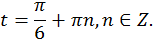 t = π/6 + πn, n ∈ Z.